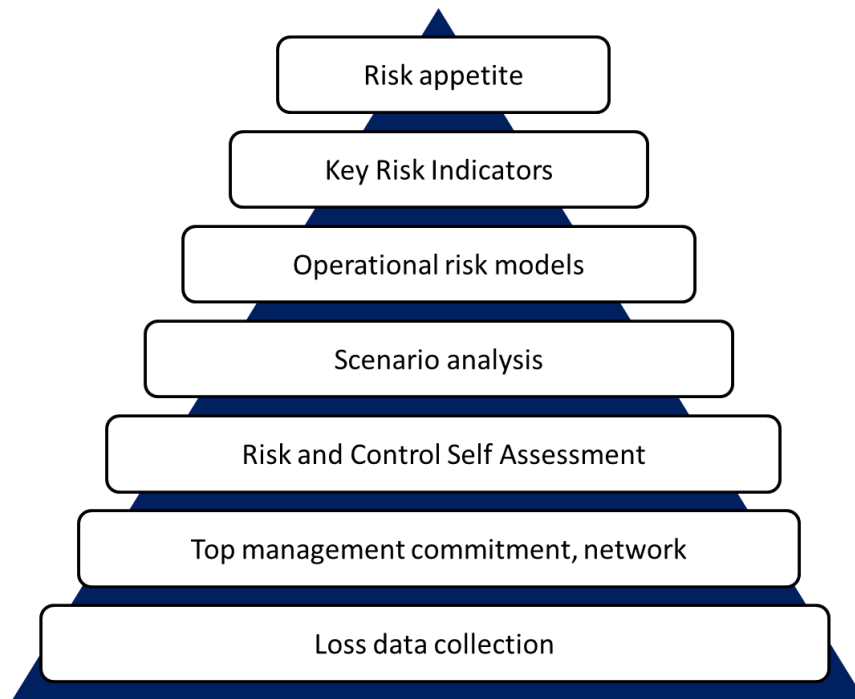 Risk appetite
Key Risk Indicators
Operational risk models
Scenario analysis
Risk and Control Self Assessment
Top management commitment, network
Loss data collection